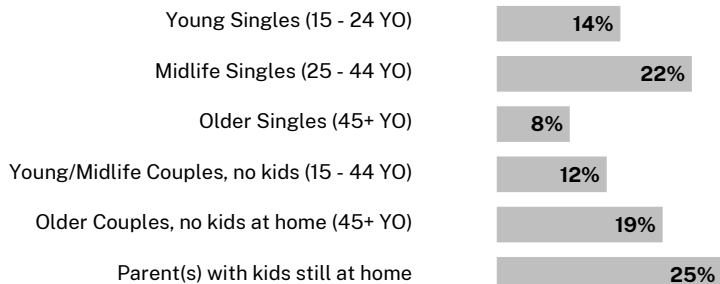 Young Singles (15 - 24 YO) 14%
Midlife Singles (25 - 44 YO) 22%
Older Singles (45+ YO) 8%
Young/Midlife Couples, no kids (15 - 44 YO) 12%
Older Couples, no kids at home (45+ YO) 19%
Parent(s) with kids still at home 25%